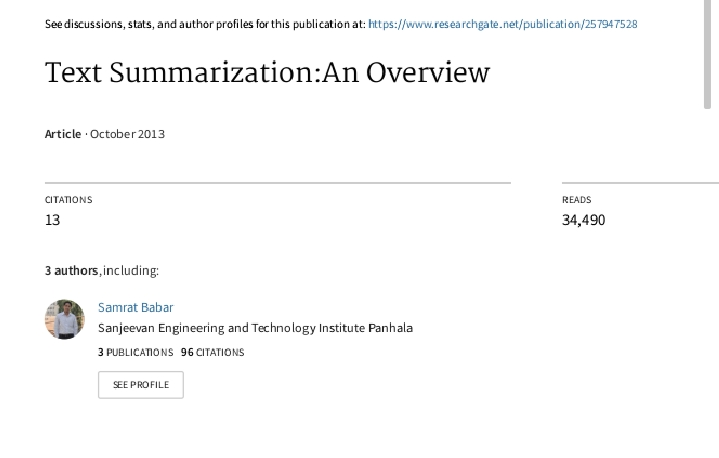 See discussions, stats, and author profiles for this publication at: https://www.researchgate.net/publication/257947528
Text Summarization:An Overview
Article · October 2013
CITATIONS
13
READS
34,490
3 authors, including:
Samrat Babar
Sanjeevan Engineering and Technology Institute Panhala
3 PUBLICATIONS 96 CITATIONS
SEE PROFILE